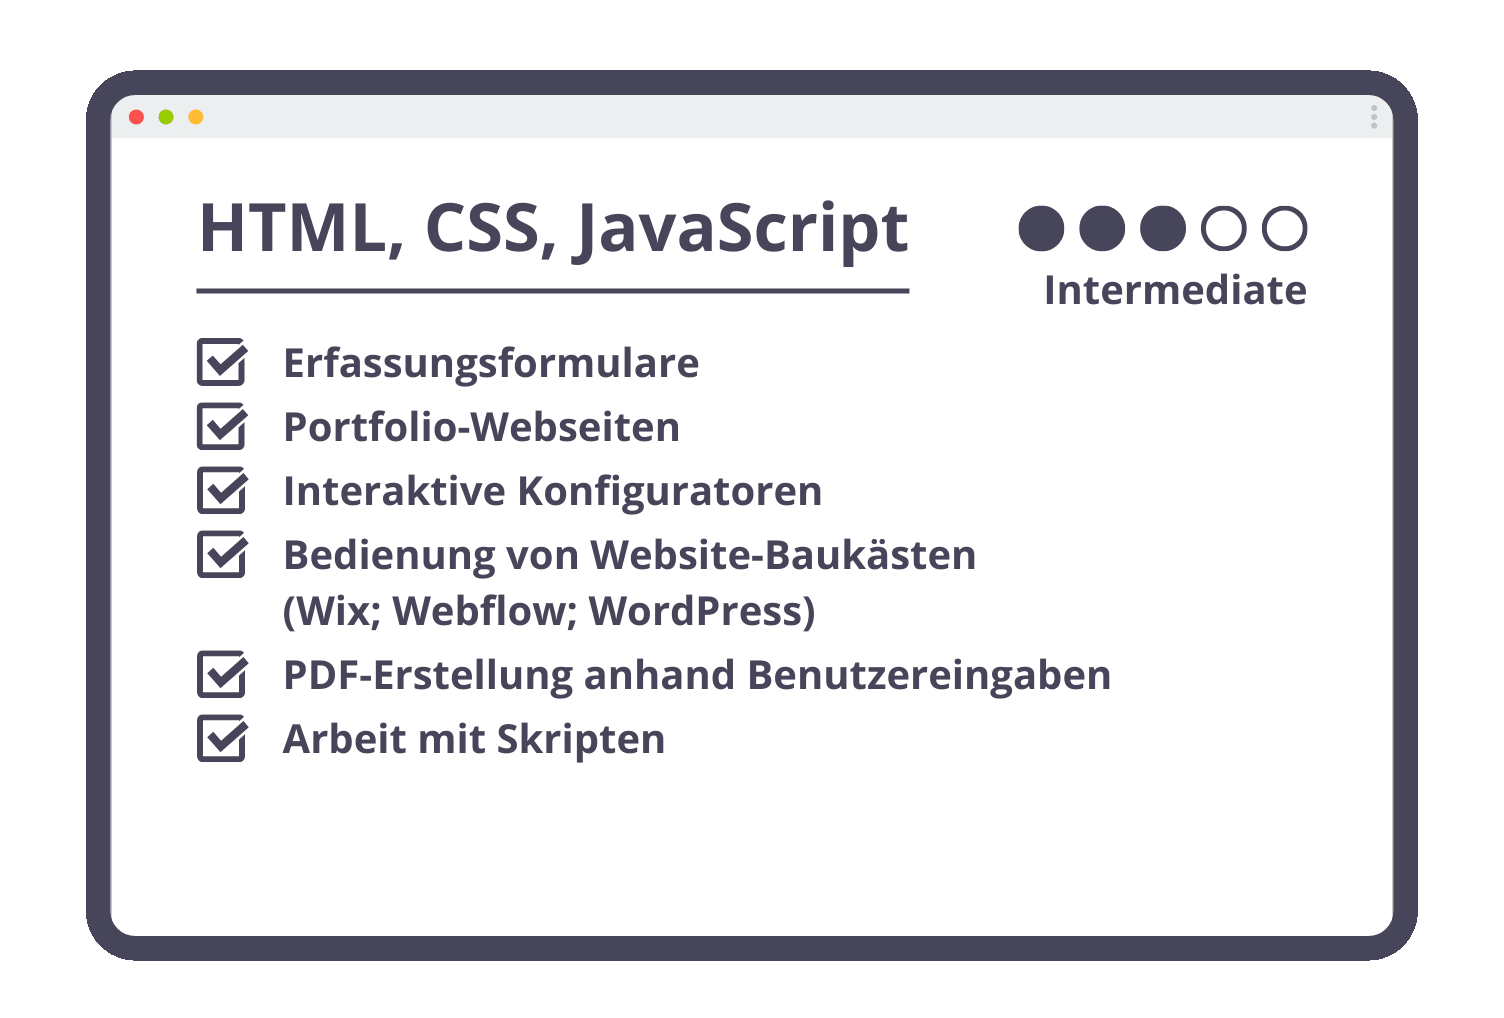 HTML, CSS, JavaScript
Intermediate
Erfassungsformulare
Portfolio-Webseiten
Interaktive Konfiguratoren
Bedienung von Website-Baukästen
(Wix; Webflow; WordPress)
PDF-Erstellung anhand Benutzereingaben
Arbeit mit Skripten